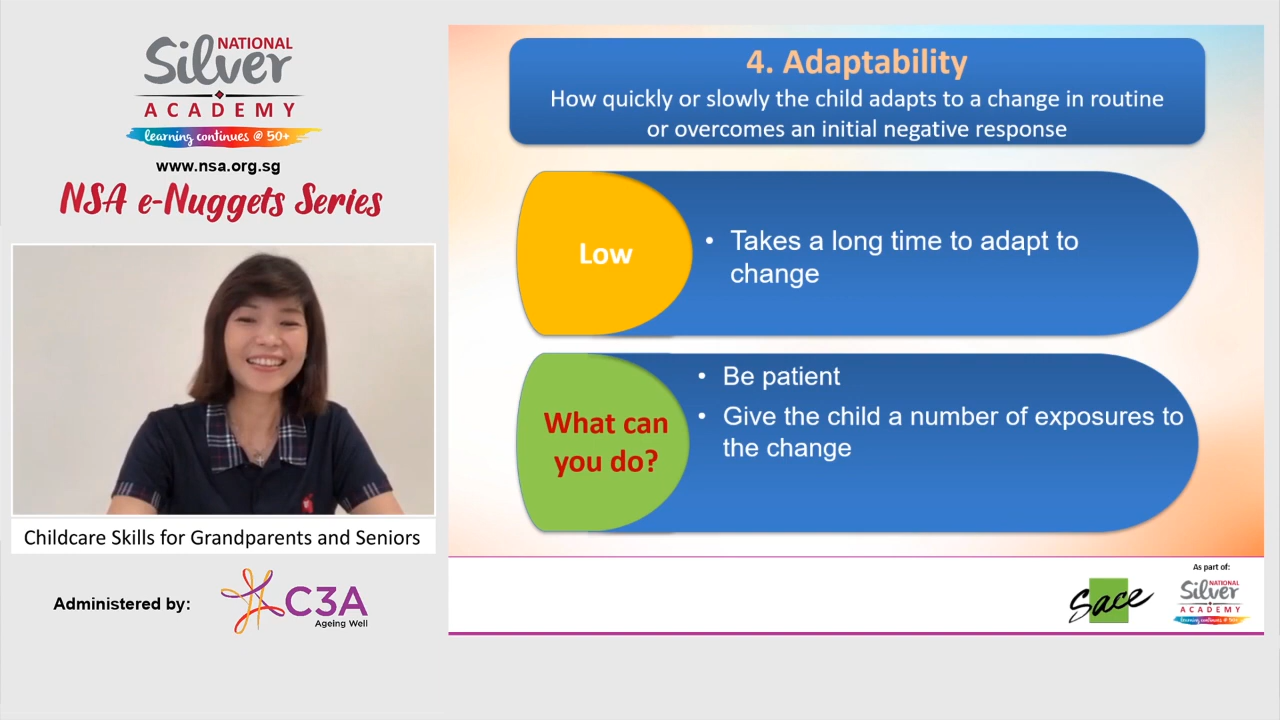 NATIONAL
Silver
ACADEMY
learning continues @ 50+
www.nsa.org.sg
NSA e-Nuggets Series
Childcare Skills for Grandparents and Seniors
Administered by:
C3A
Ageing Well
4. Adaptability
How quickly or slowly the child adapts to a change in routine
or overcomes an initial negative response
Low
• Takes a long time to adapt to
change
What can
you do?
• Be patient
• Give the child a number of exposures to
the change
Sace
As part of:
NATIONAL
Silver
ACADEMY
learning continues @ 50+